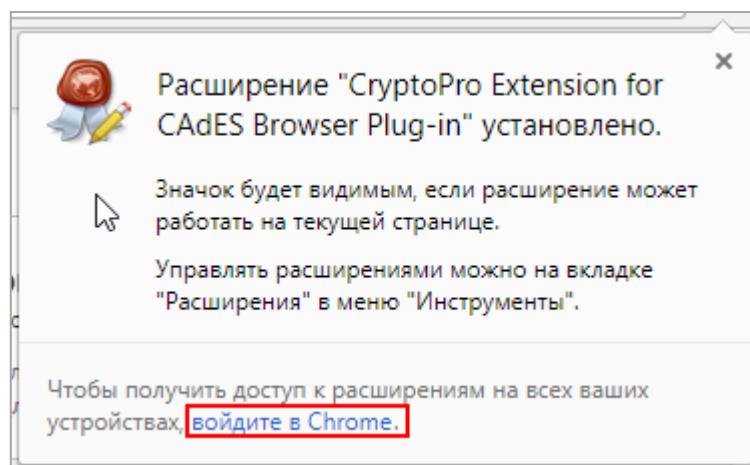 Расширение "CryptoPro Extension for
CAdES Browser Plug-in" установлено.
Значок будет видимым, если расширение может
работать на текущей странице.
Управлять расширениями можно на вкладке
"Расширения" в меню "Инструменты".
Чтобы получить доступ к расширениям на всех ваших
устройствах, войдите в Chrome.